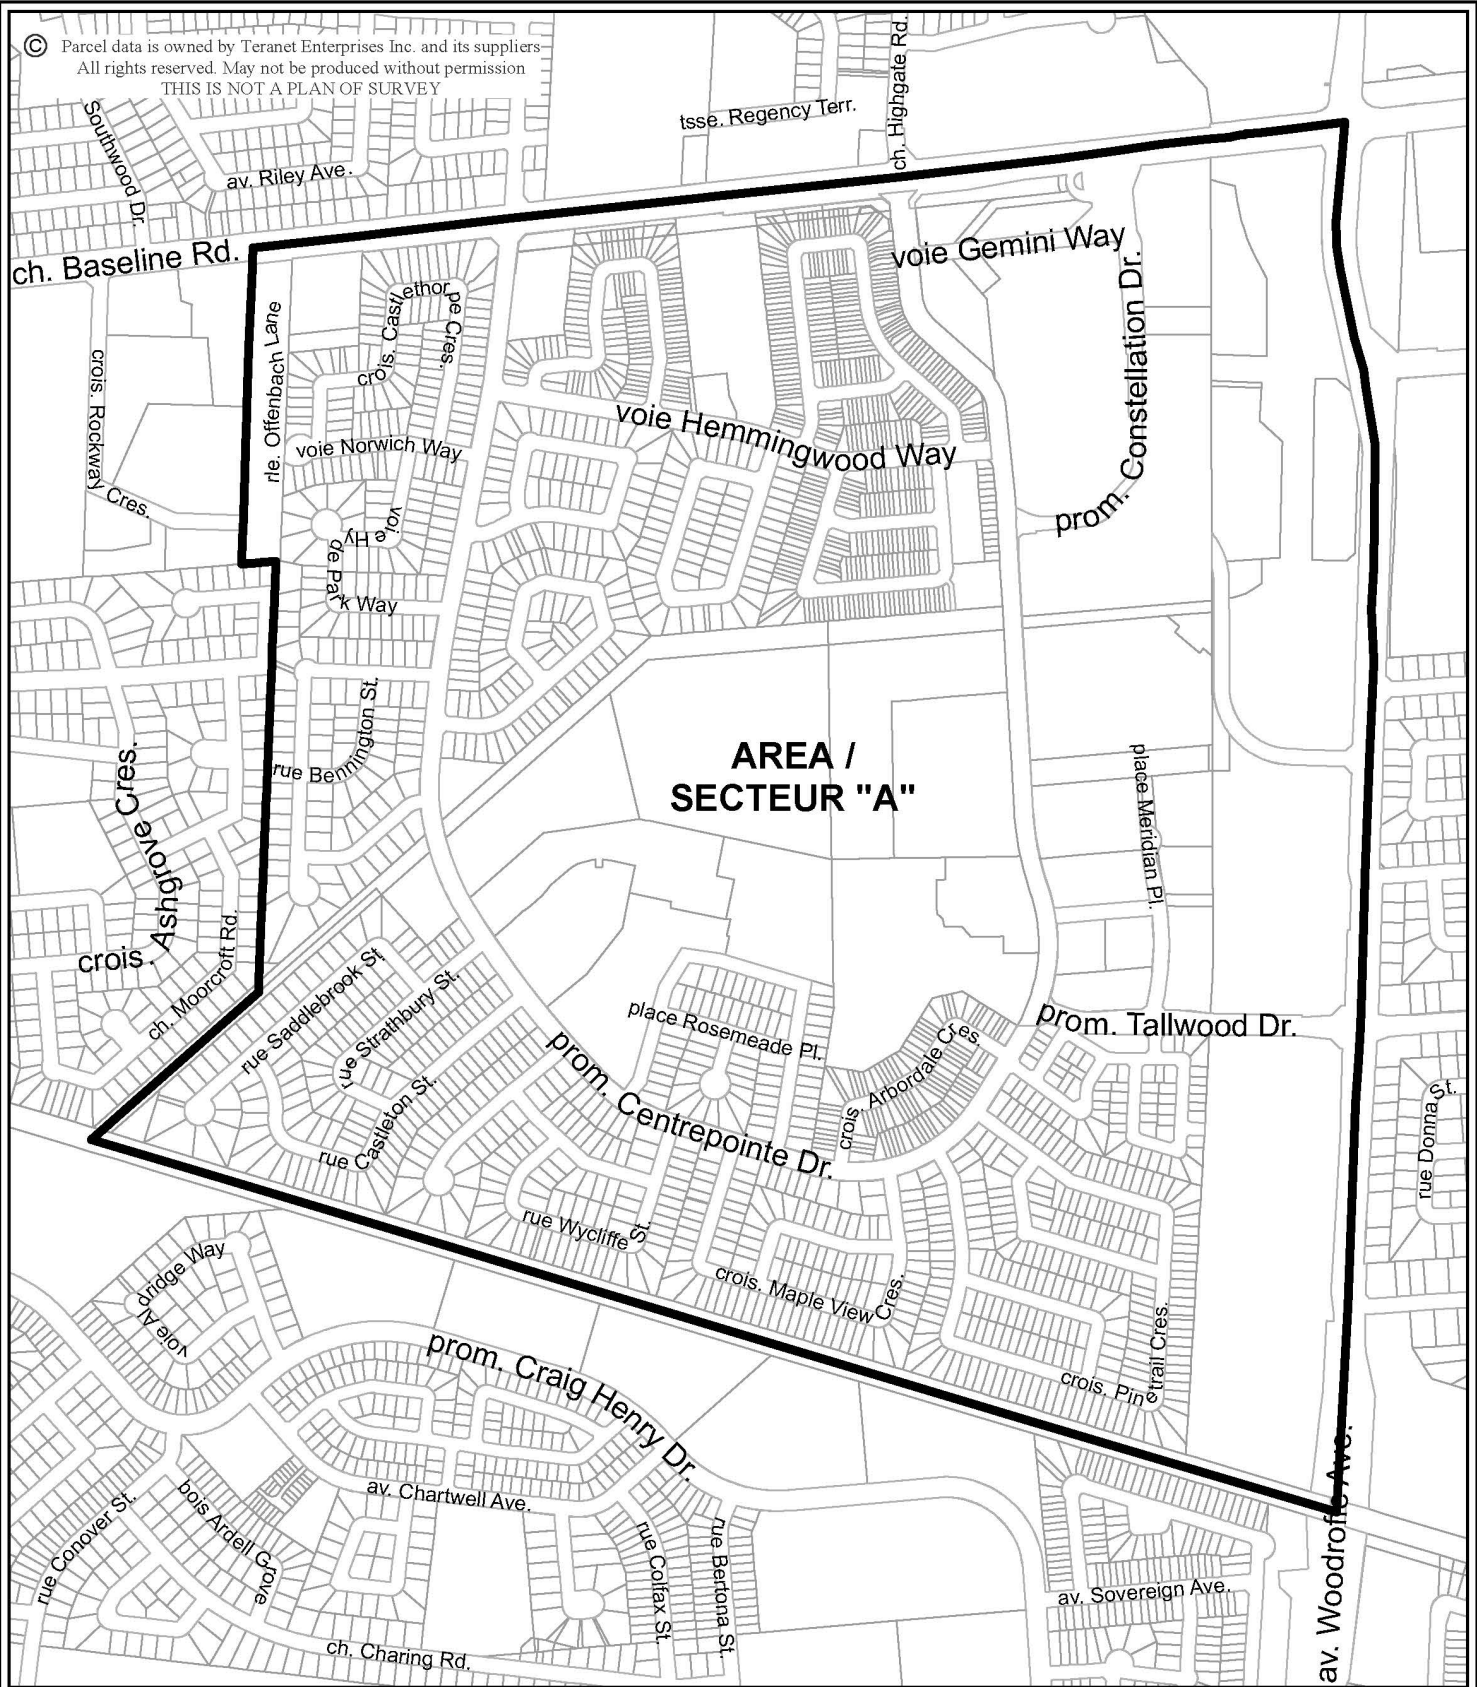 © Parcel data is owned by Teranet Enterprises Inc. and its suppliers
All rights reserved. May not be produced without permission
THIS IS NOT A PLAN OF SURVEY
ch. Highgate Rd.
tsse. Regency Terr.
Southwood Dr.
av. Riley Ave.
ch. Baseline Rd.
voie Gemini Way
prom. Constellation Dr.
rle. Offenbach Lane
crois. Castlethorpe Cres.
crois. Rockway Cres.
voie Norwich Way
voie Hemmingwood Way
voie Hyde Park Way
rue Bennington St.
AREA /
SECTEUR "A"
place Meridian Pl.
crois. Ashgrove Cres.
ch. Moorcroft Rd.
rue Saddlebrook St.
rue Strathbury St.
rue Castleton St.
place Rosemeade Pl.
prom. Centrepointe Dr.
crois. Arbordale Cres.
prom. Tallwood Dr.
rue Donna St.
rue Wycliffe St.
crois. Maple View Cres.
crois. Pinetrail Cres.
voie Aldridge Way
prom. Craig Henry Dr.
av. Chartwell Ave.
bois Ardell Grove
rue Conover St.
rue Colfax St.
rue Bertona St.
ch. Charing Rd.
av. Sovereign Ave.
av. Woodroffe Ave.